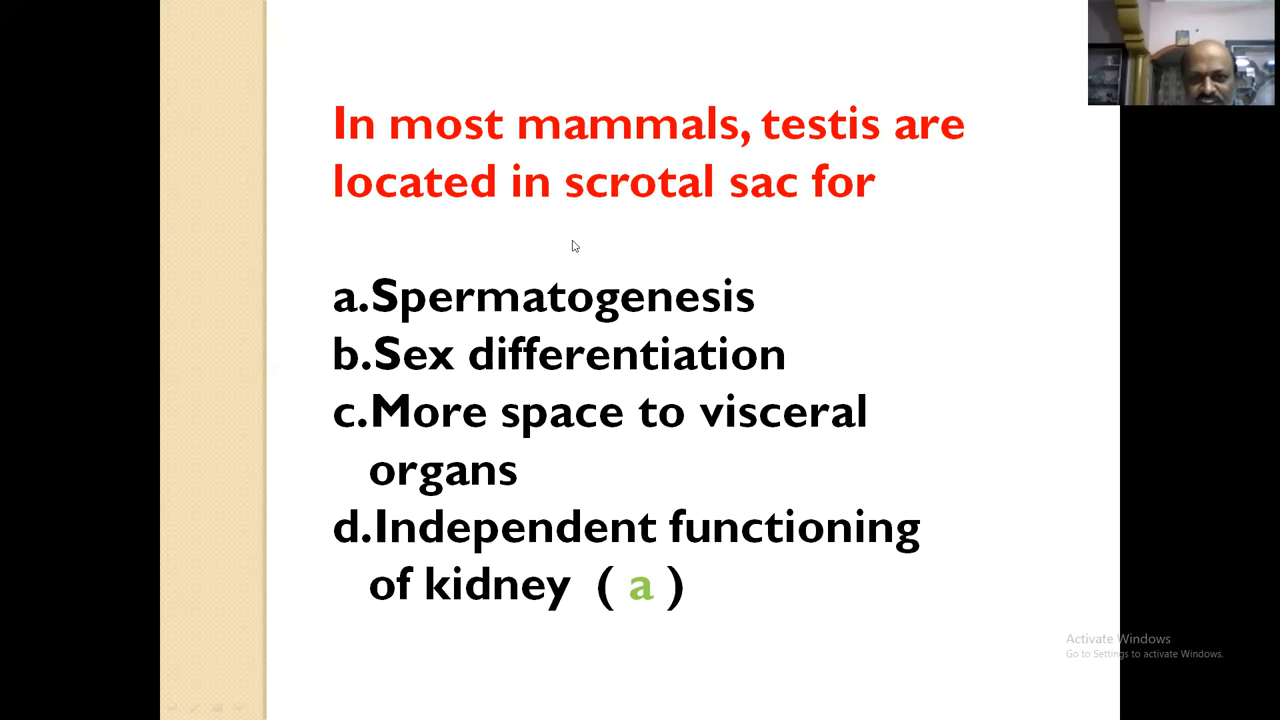 In most mammals, testis are
located in scrotal sac for
a.Spermatogenesis
b.Sex differentiation
c.More space to visceral
organs
d.Independent functioning
of kidney ( a )
Activate Windows
Go to Settings to activate Windows.